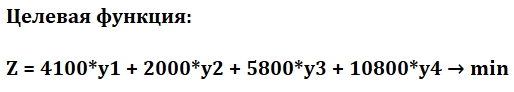 Целевая функция:
Z = 4100*y1 + 2000*y2 + 5800*y3 + 10800*y4 → min